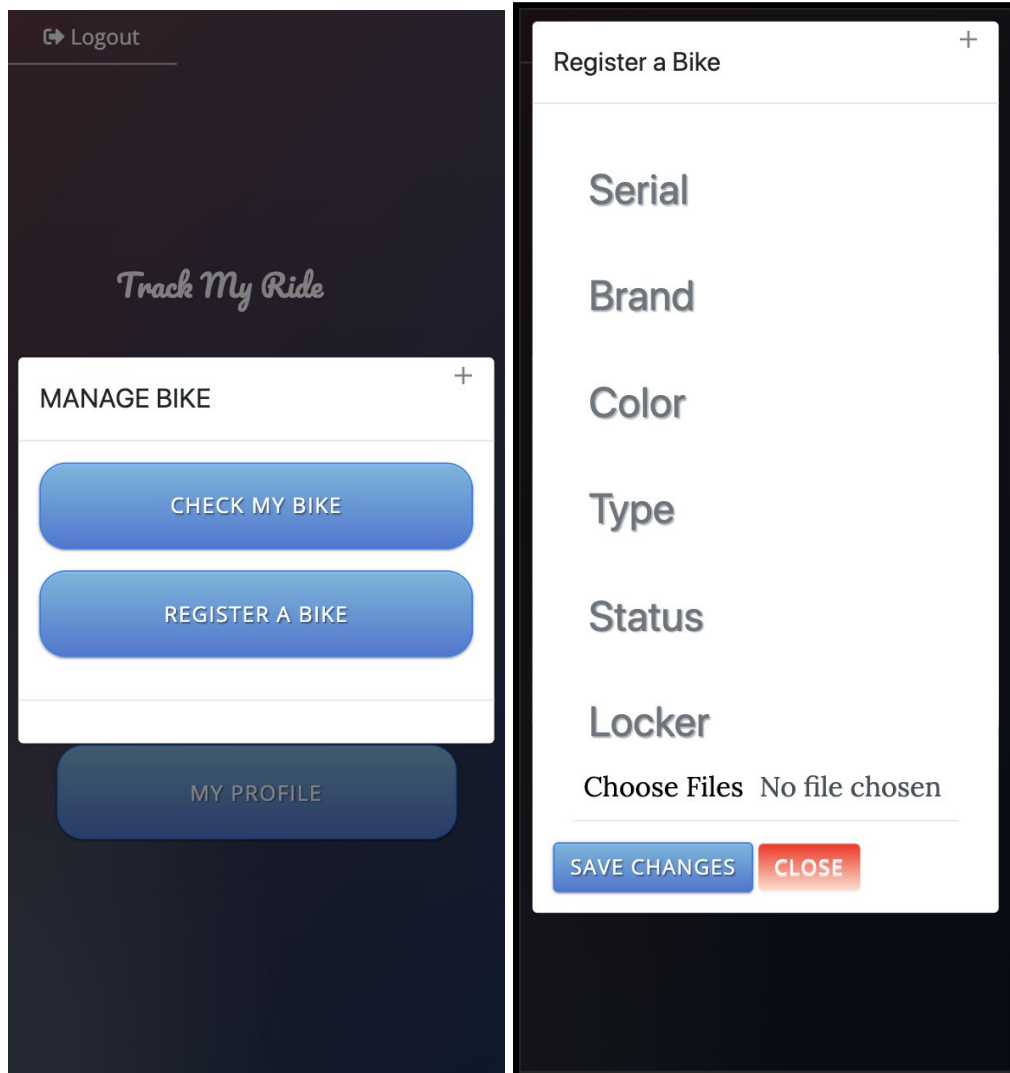 Logout
Track My Ride
MANAGE BIKE
CHECK MY BIKE
REGISTER A BIKE
MY PROFILE
Register a Bike
Serial
Brand
Color
Type
Status
Locker
Choose Files No file chosen
SAVE CHANGES CLOSE